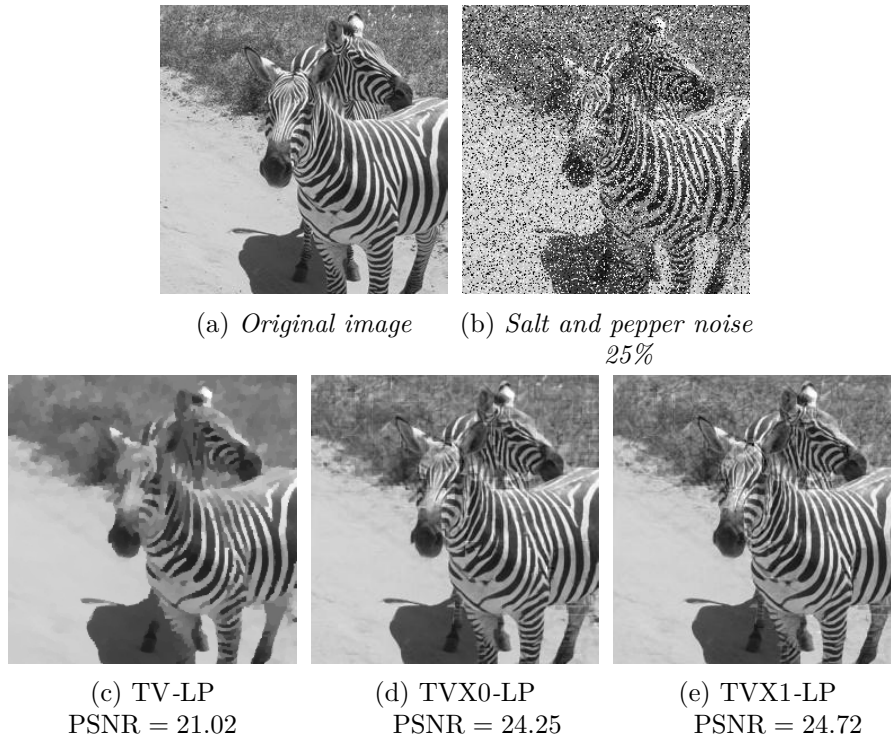 (a) Original image
(b) Salt and pepper noise
25%
(c) TV-LP
PSNR = 21.02
(d) TVX0-LP
PSNR = 24.25
(e) TVX1-LP
PSNR = 24.72